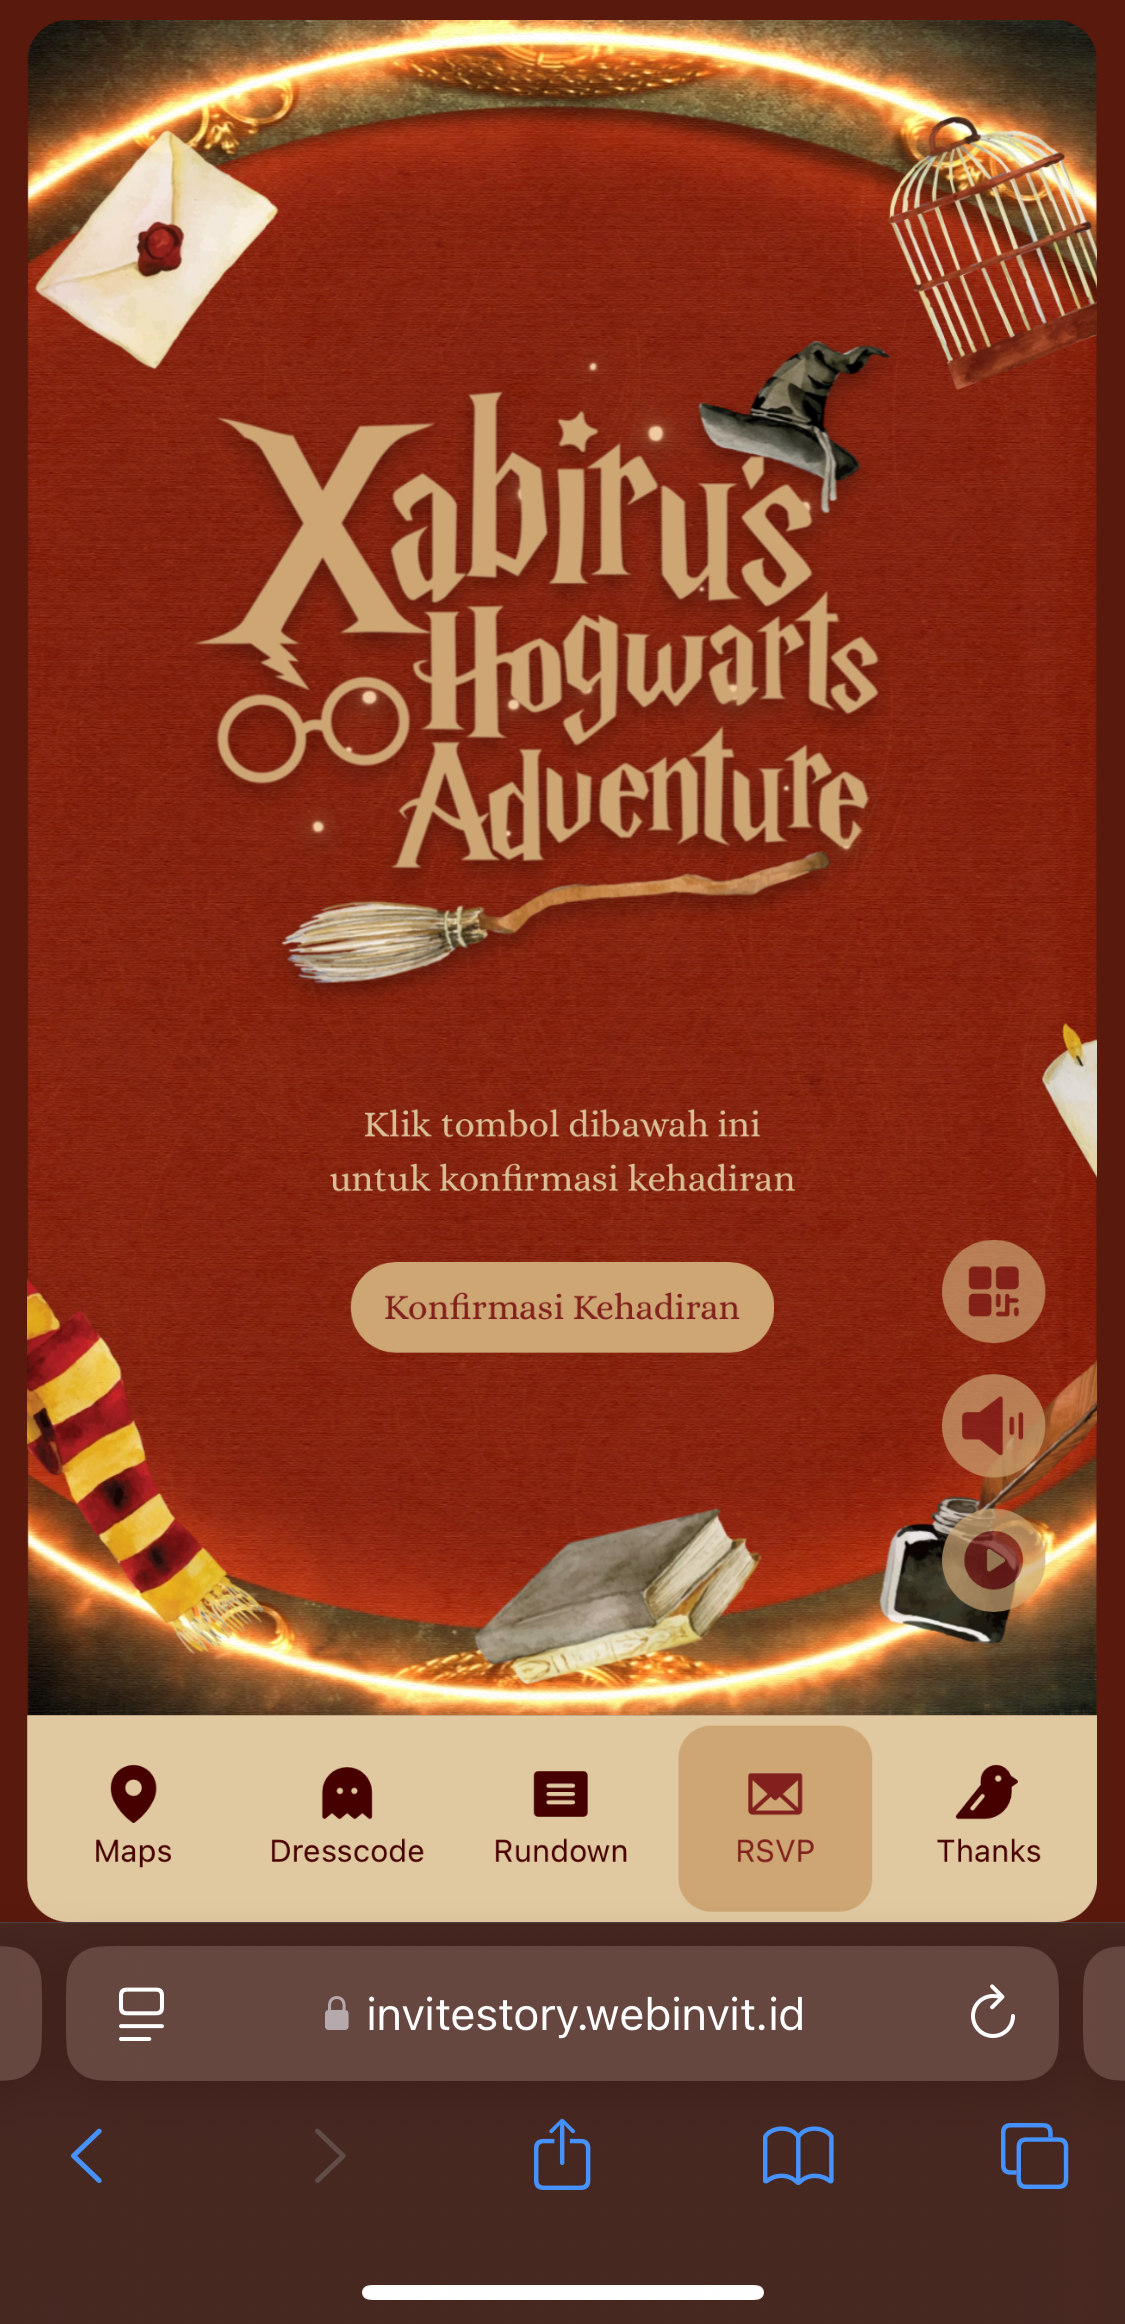 Xabiru's
Hogwarts
Adventure
Klik tombol dibawah ini
untuk konfirmasi kehadiran
Konfirmasi Kehadiran
Maps
Dresscode
Rundown
RSVP
Thanks
invitestory.webinvit.id